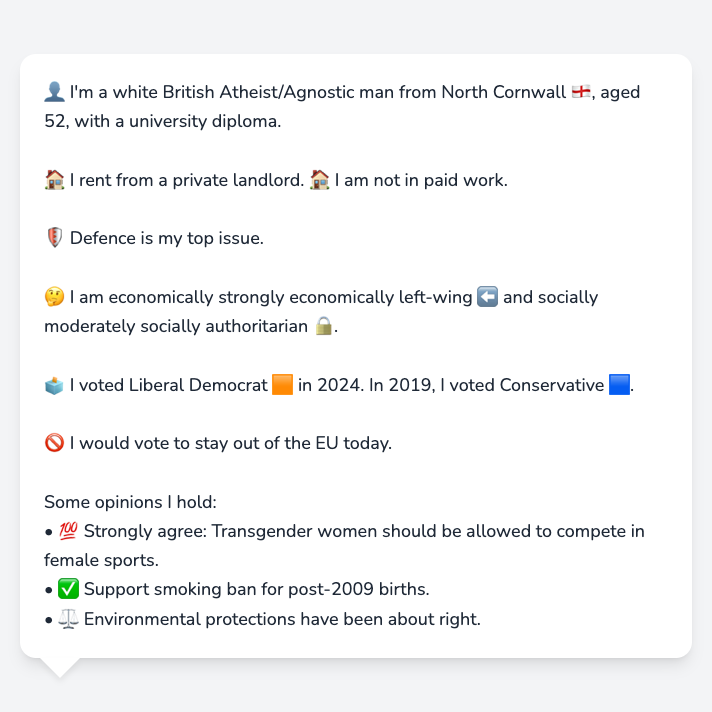 👤 I'm a white British Atheist/Agnostic man from North Cornwall 🏴󠁧󠁢󠁥󠁮󠁧󠁿, aged
52, with a university diploma.
🏠 I rent from a private landlord. 🏠 I am not in paid work.
🛡️ Defence is my top issue.
🤔 I am economically strongly economically left-wing ⬅️ and socially
moderately socially authoritarian 🔒.
🗳️ I voted Liberal Democrat 🟧 in 2024. In 2019, I voted Conservative 🟦.
🚫 I would vote to stay out of the EU today.
Some opinions I hold:
• 💯 Strongly agree: Transgender women should be allowed to compete in
female sports.
• ✅ Support smoking ban for post-2009 births.
• ⚖️ Environmental protections have been about right.